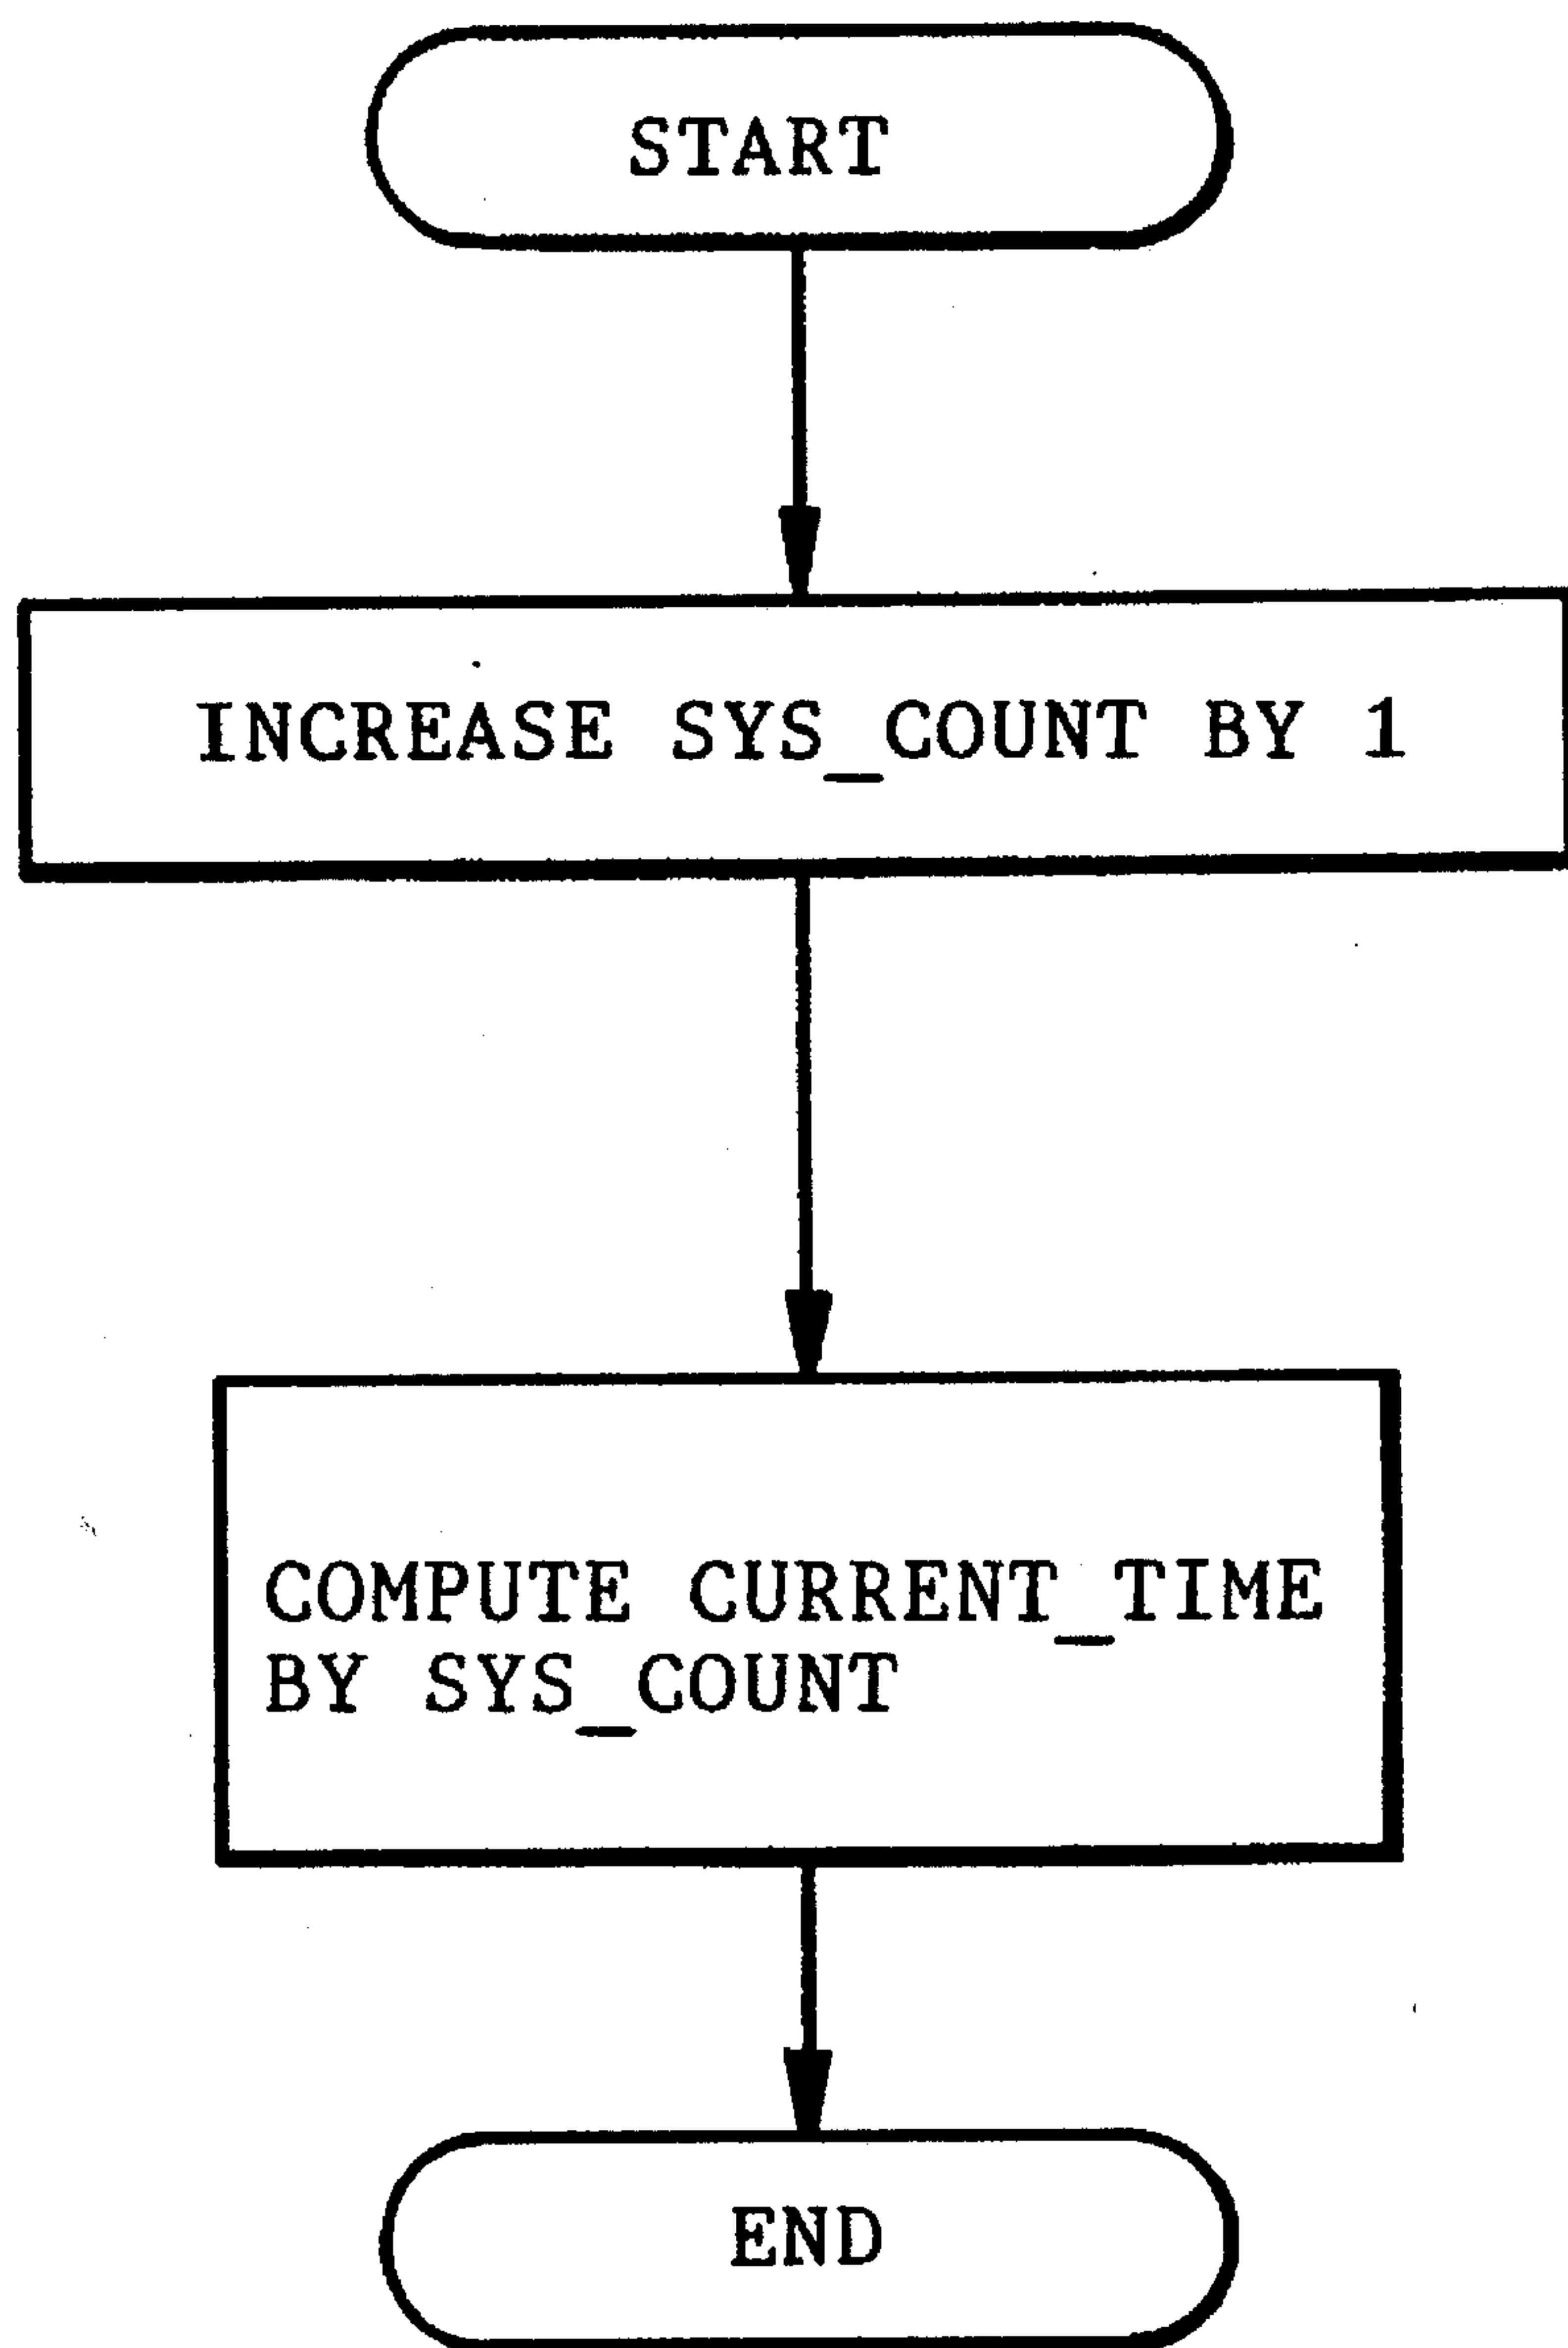 START
INCREASE SYS_COUNT BY 1
COMPUTE CURRENT_TIME
BY SYS_COUNT
END